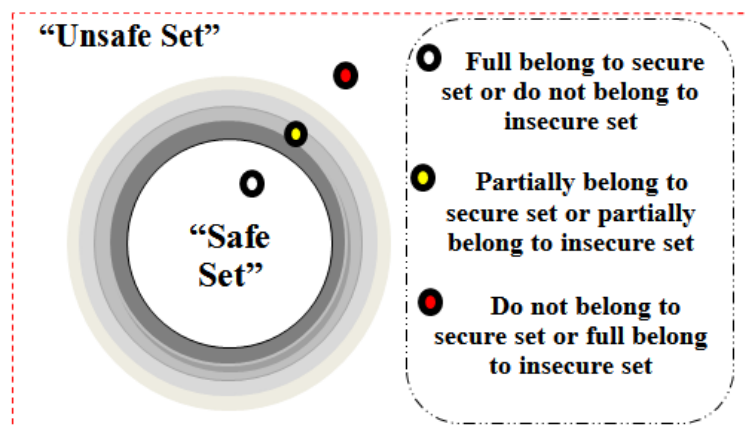 “Unsafe Set”
“Safe
Set”
Full belong to secure
set or do not belong to
insecure set
Partially belong to
secure set or partially
belong to insecure set
Do not belong to
secure set or full belong
to insecure set